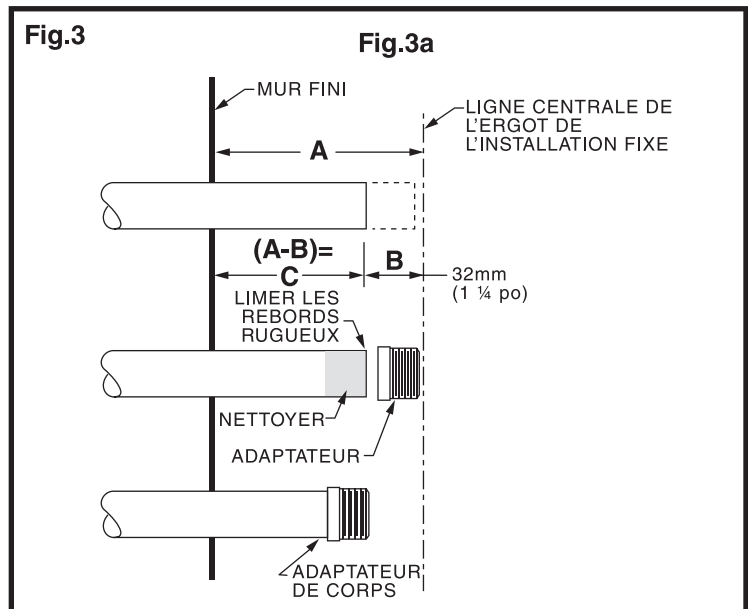 Fig.3
Fig.3a
MUR FINI
LIGNE CENTRALE DE
L'ERGOT DE
L'INSTALLATION FIXE
A
(A-B)=
C
B
32mm
(1 ¼ po)
LIMER LES
REBORDS
RUGUEUX
NETTOYER
ADAPTATEUR
ADAPTATEUR
DE CORPS